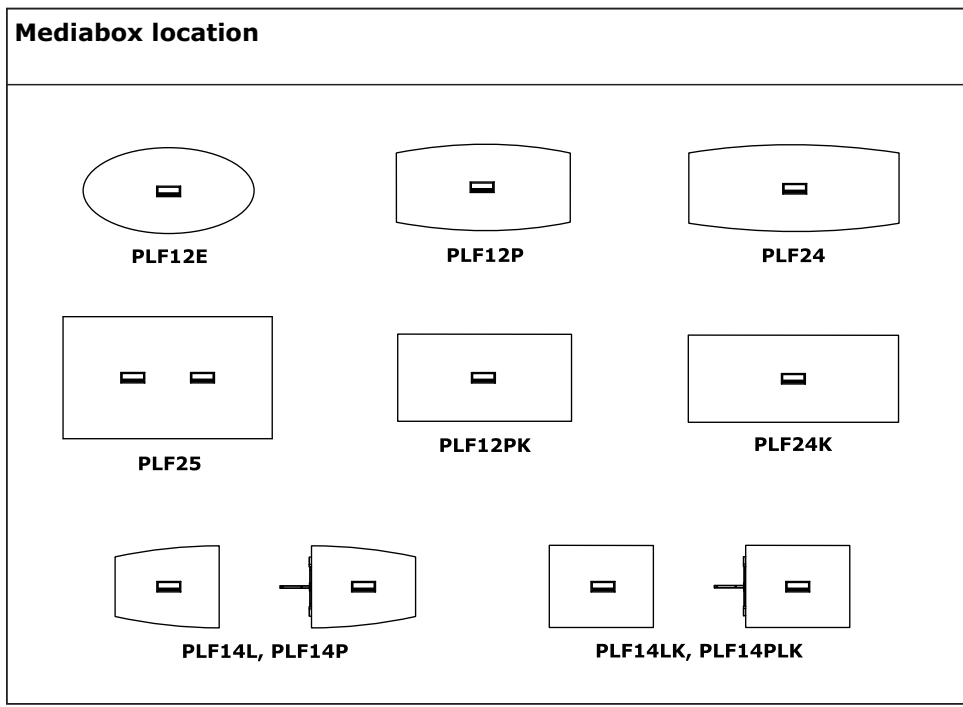 Mediabox location
PLF12E
PLF12P
PLF24
PLF25
PLF12PK
PLF24K
PLF14L, PLF14P
PLF14LK, PLF14PLK